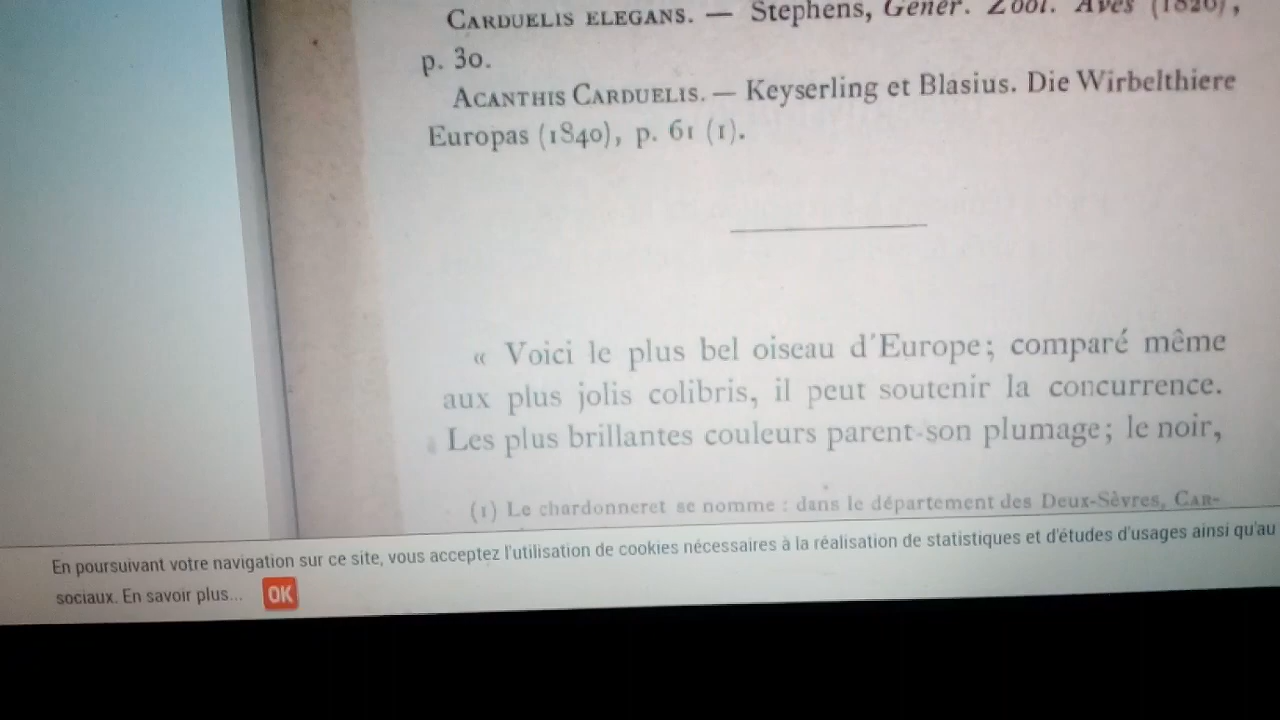 CARDUELIS ELEGANS. — Stephens, Gener. Zool. Aves (1826),
p. 30.
ACANTHIS CARDUELIS. — Keyserling et Blasius. Die Wirbelthiere
Europas (1840), p. 61 (1).
« Voici le plus bel oiseau d'Europe; comparé même
aux plus jolis colibris, il peut soutenir la concurrence.
Les plus brillantes couleurs parent son plumage; le noir,
(1) Le chardonneret se nomme : dans le département des Deux-Sèvres, CAR-
En poursuivant votre navigation sur ce site, vous acceptez l'utilisation de cookies nécessaires à la réalisation de statistiques et d'études d'usages ainsi qu'au
sociaux. En savoir plus... OK